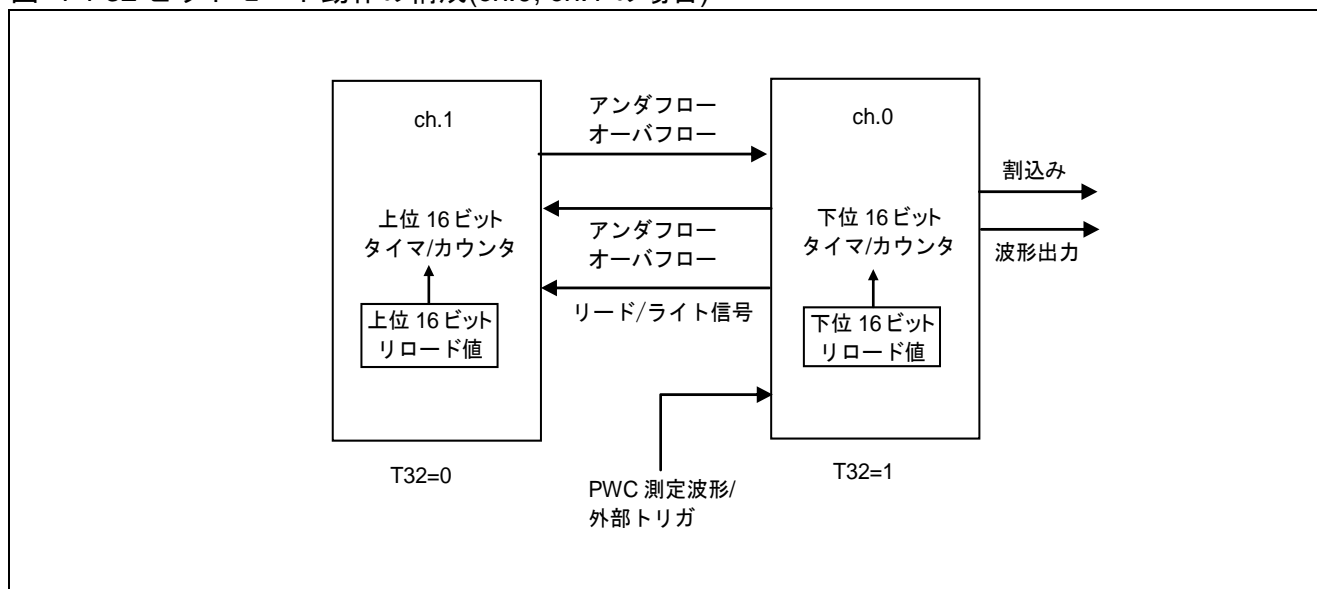 ch.1
アンダフロー
オーバフロー
ch.0
割込み
上位 16 ビット
タイマ/カウンタ
アンダフロー
オーバフロー
下位 16 ビット
タイマ/カウンタ
波形出力
リード/ライト信号
上位 16 ビット
リロード値
下位 16 ビット
リロード値
T32=0
T32=1
PWC 測定波形/
外部トリガ